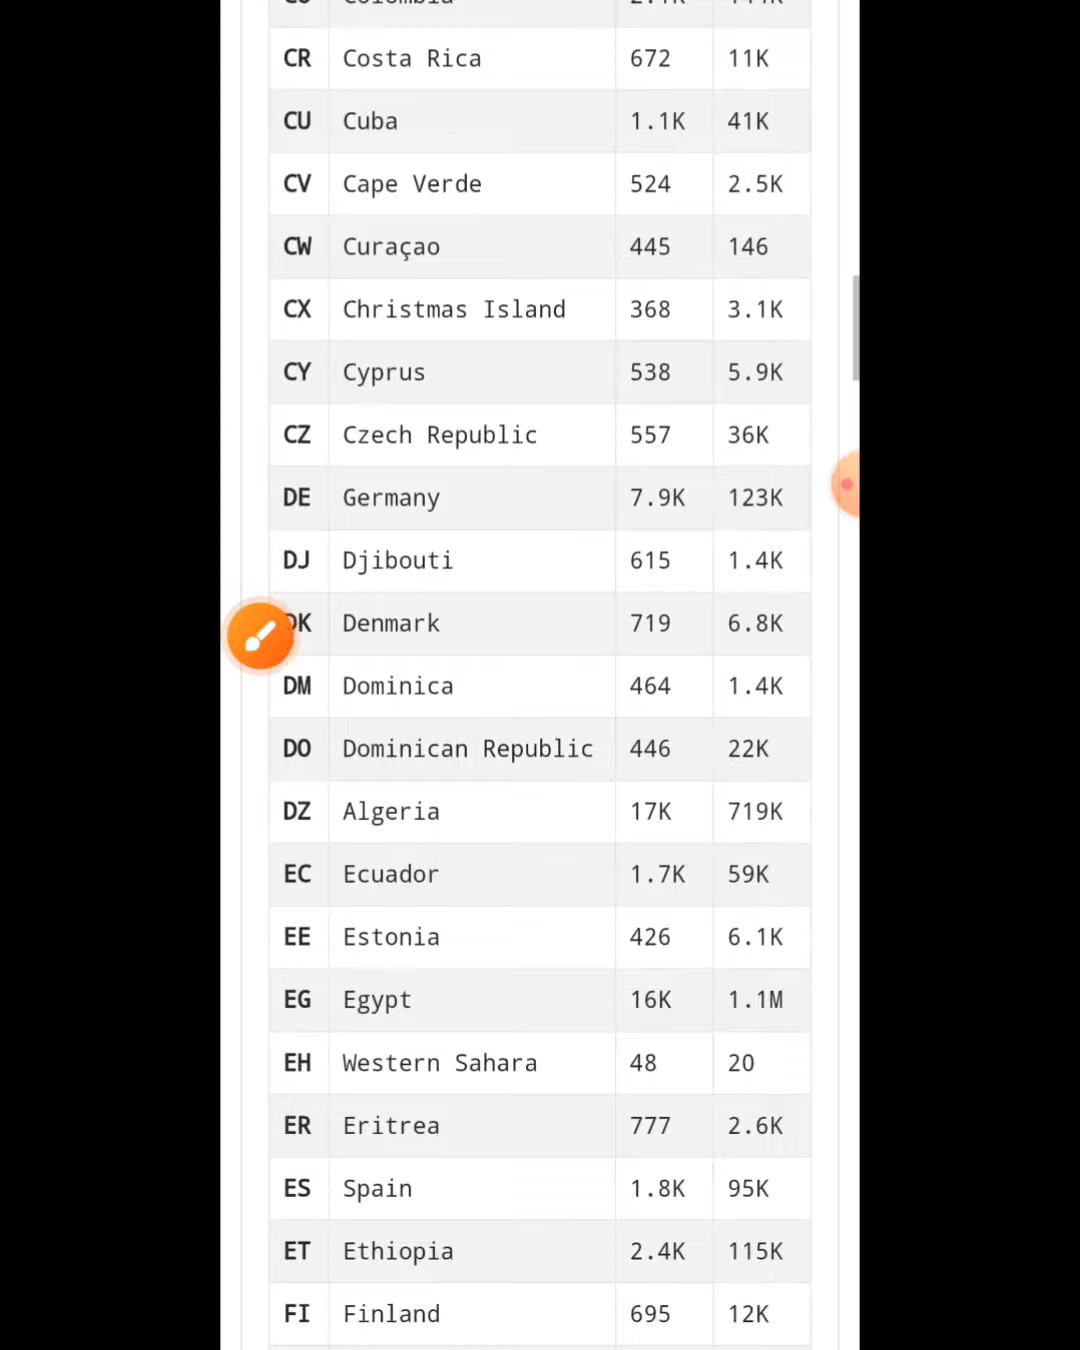 CR Costa Rica 672 11K
CU Cuba 1.1K 41K
CV Cape Verde 524 2.5K
CW Curaçao 445 146
CX Christmas Island 368 3.1K
CY Cyprus 538 5.9K
CZ Czech Republic 557 36K
DE Germany 7.9K 123K
DJ Djibouti 615 1.4K
DK Denmark 719 6.8K
DM Dominica 464 1.4K
DO Dominican Republic 446 22K
DZ Algeria 17K 719K
EC Ecuador 1.7K 59K
EE Estonia 426 6.1K
EG Egypt 16K 1.1M
EH Western Sahara 48 20
ER Eritrea 777 2.6K
ES Spain 1.8K 95K
ET Ethiopia 2.4K 115K
FI Finland 695 12K